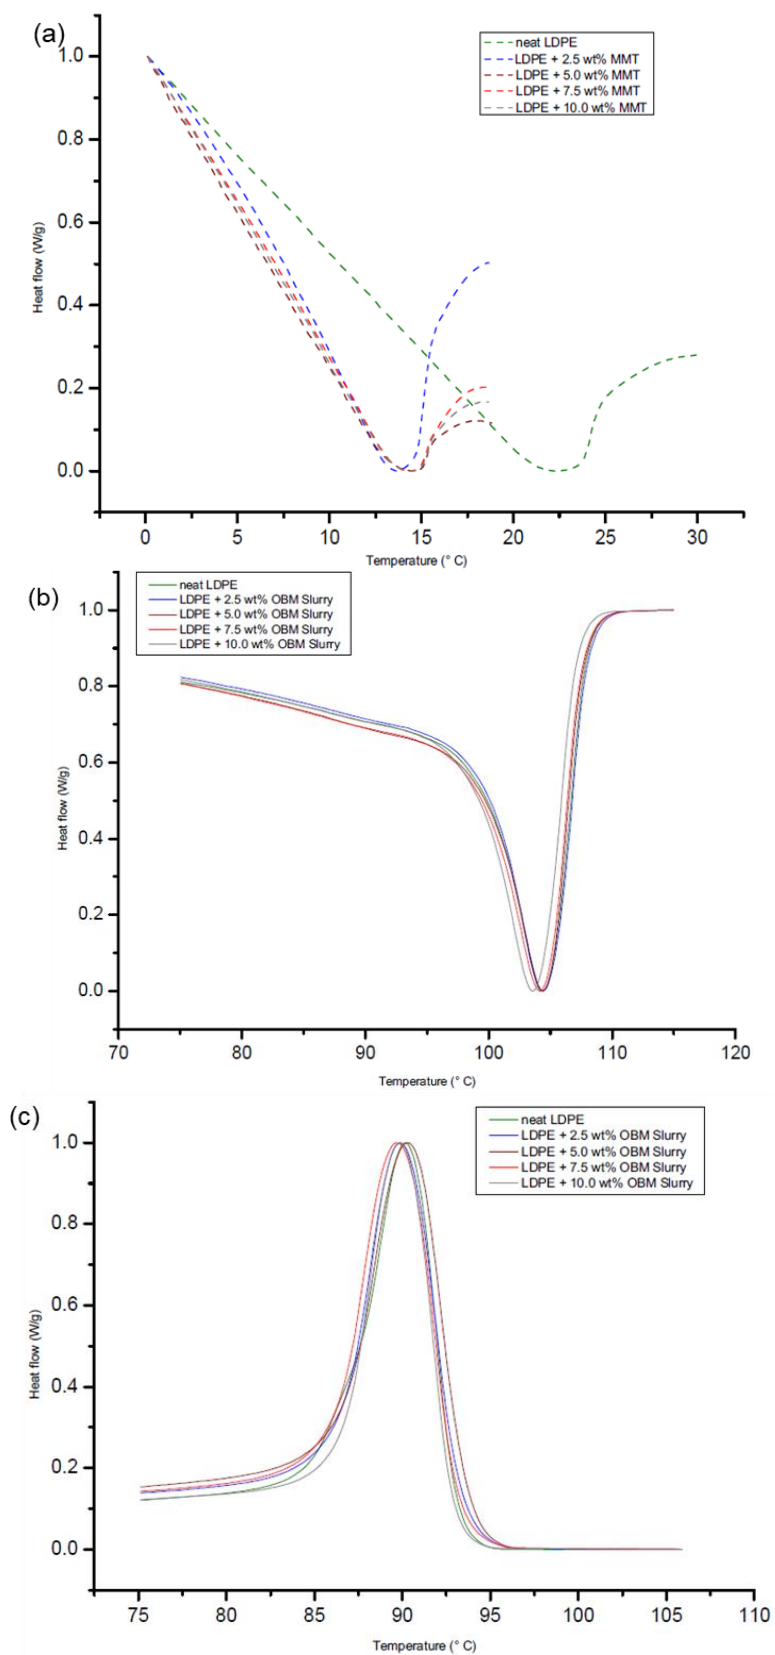 (a)
neat LDPE
LDPE + 2.5 wt% MMT
LDPE + 5.0 wt% MMT
LDPE + 7.5 wt% MMT
LDPE + 10.0 wt% MMT
1.0
0.8
0.6
0.4
0.2
0.0
Heat flow (W/g)
0 5 10 15 20 25 30
Temperature (° C)
(b)
neat LDPE
LDPE + 2.5 wt% OBM Slurry
LDPE + 5.0 wt% OBM Slurry
LDPE + 7.5 wt% OBM Slurry
LDPE + 10.0 wt% OBM Slurry
1.0
0.8
0.6
0.4
0.2
0.0
Heat flow (W/g)
70 80 90 100 110 120
Temperature (° C)
(c)
neat LDPE
LDPE + 2.5 wt% OBM Slurry
LDPE + 5.0 wt% OBM Slurry
LDPE + 7.5 wt% OBM Slurry
LDPE + 10.0 wt% OBM Slurry
1.0
0.8
0.6
0.4
0.2
0.0
Heat flow (W/g)
75 80 85 90 95 100 105 110
Temperature (° C)